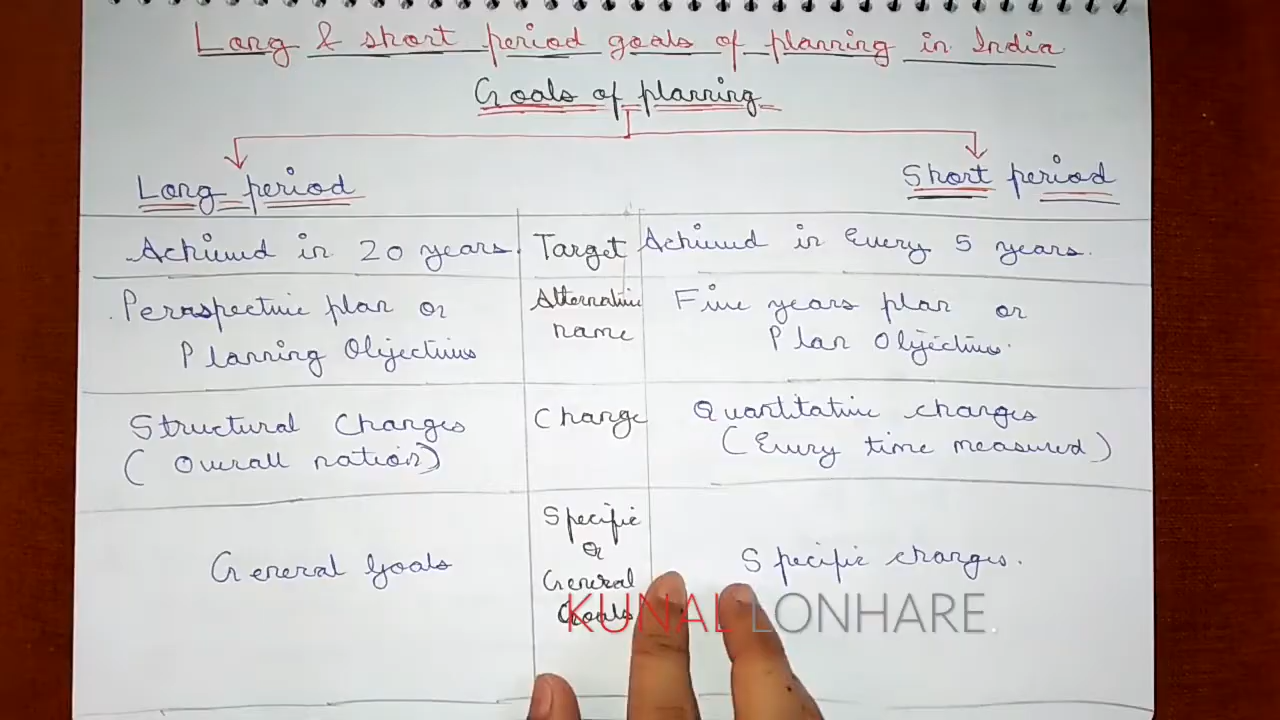 Long & short period goals of planning in India
Goals of planning
Long period
Short period
Achieved in 20 years.
Target
Achieved in Every 5 years.
Perspective plan or
Planning Objectives
Alternative
name
Five years plan or
Plan Objectives.
Structural Changes
(Overall nation)
Change
Quantitative changes
(Every time measured)
General goals
Specific
Or
General
Goals
Specific changes.
KUNAL LONHARE.